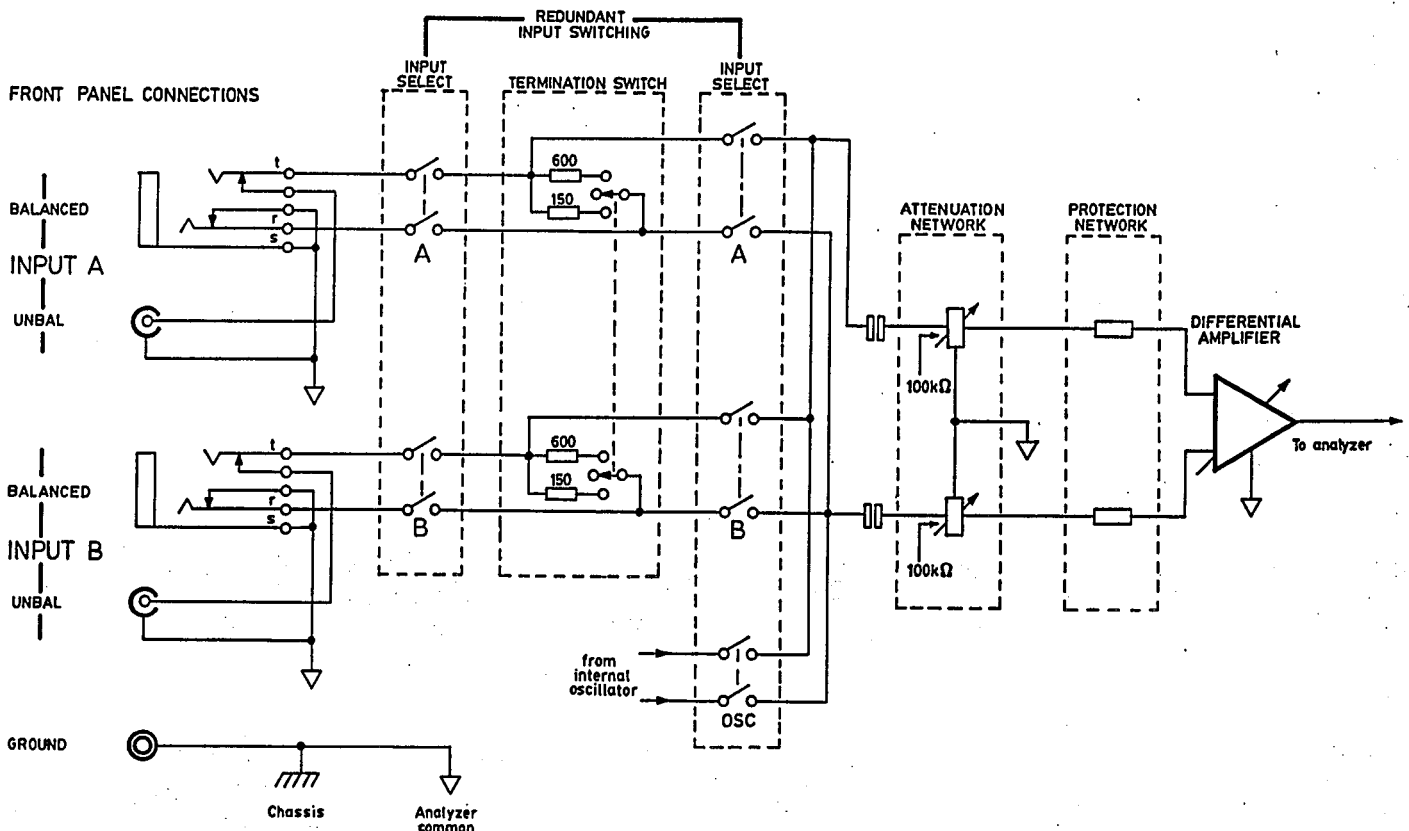 REDUNDANT
INPUT SWITCHING
FRONT PANEL CONNECTIONS
INPUT
SELECT
TERMINATION SWITCH
INPUT
SELECT
t
r
s
BALANCED
INPUT A
UNBAL
A
600
150
A
ATTENUATION
NETWORK
PROTECTION
NETWORK
DIFFERENTIAL
AMPLIFIER
100kΩ
To analyzer
t
r
s
BALANCED
INPUT B
UNBAL
B
600
150
B
100kΩ
from
internal
oscillator
OSC
GROUND
Chassis
Analyzer
common